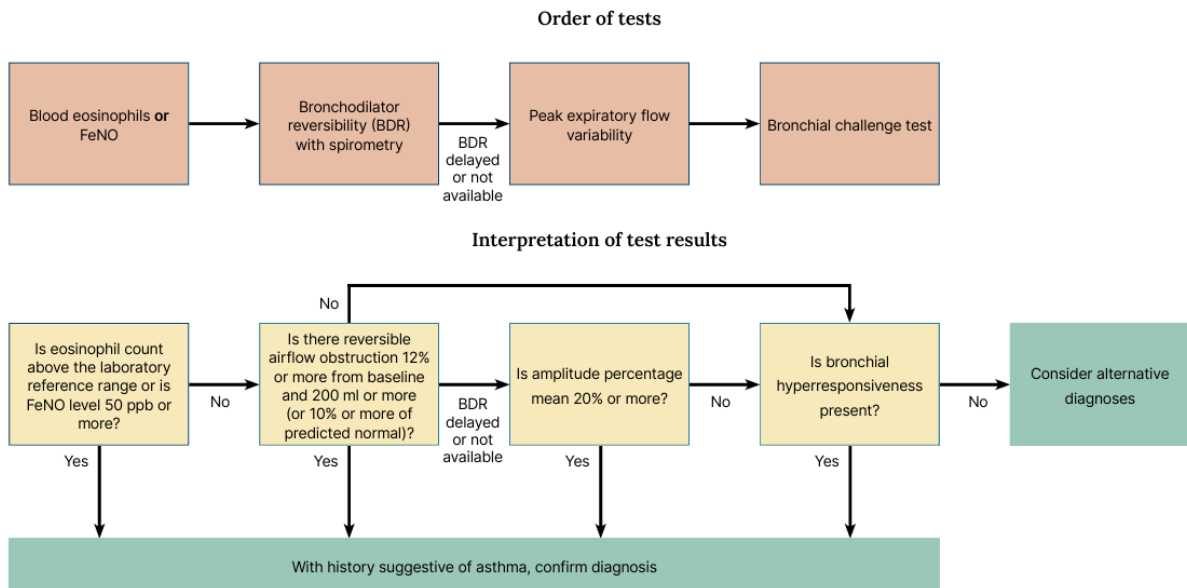 Order of tests
Blood eosinophils or
FeNO
Bronchodilator
reversibility (BDR)
with spirometry
BDR
delayed
or not
available
Peak expiratory flow
variability
Bronchial challenge test
Interpretation of test results
No
Is eosinophil count
above the laboratory
reference range or is
FeNO level 50 ppb or
more?
No
Yes
Is there reversible
airflow obstruction 12%
or more from baseline
and 200 ml or more
(or 10% or more of
predicted normal)?
BDR
delayed
or not
available
Yes
Is amplitude percentage
mean 20% or more?
No
Yes
Is bronchial
hyperresponsiveness
present?
No
Yes
Consider alternative
diagnoses
With history suggestive of asthma, confirm diagnosis